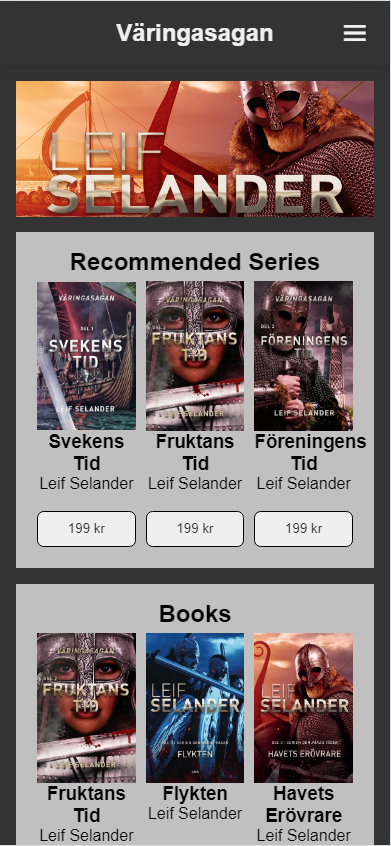 Väringasagan
LEIF
SELANDER
Recommended Series
VÄRINGASAGAN
DEL 1
SVEKENS
TID
LEIF SELANDER
VÄRINGASAGAN
DEL 2
FRUKTANS
TID
LEIF SELANDER
VÄRINGASAGAN
DEL 3
FÖRENINGENS
TID
LEIF SELANDER
Svekens
Tid
Leif Selander
Fruktans
Tid
Leif Selander
Föreningens
Tid
Leif Selander
199 kr
199 kr
199 kr
Books
VÄRINGASAGAN
DEL 2
FRUKTANS
TID
LEIF SELANDER
LEIF
SELANDER
FLYKTEN
LEIF
SELANDER
HAVETS ERÖVRARE
Fruktans
Tid
Leif Selander
Flykten
Leif Selander
Havets
Erövrare
Leif Selander